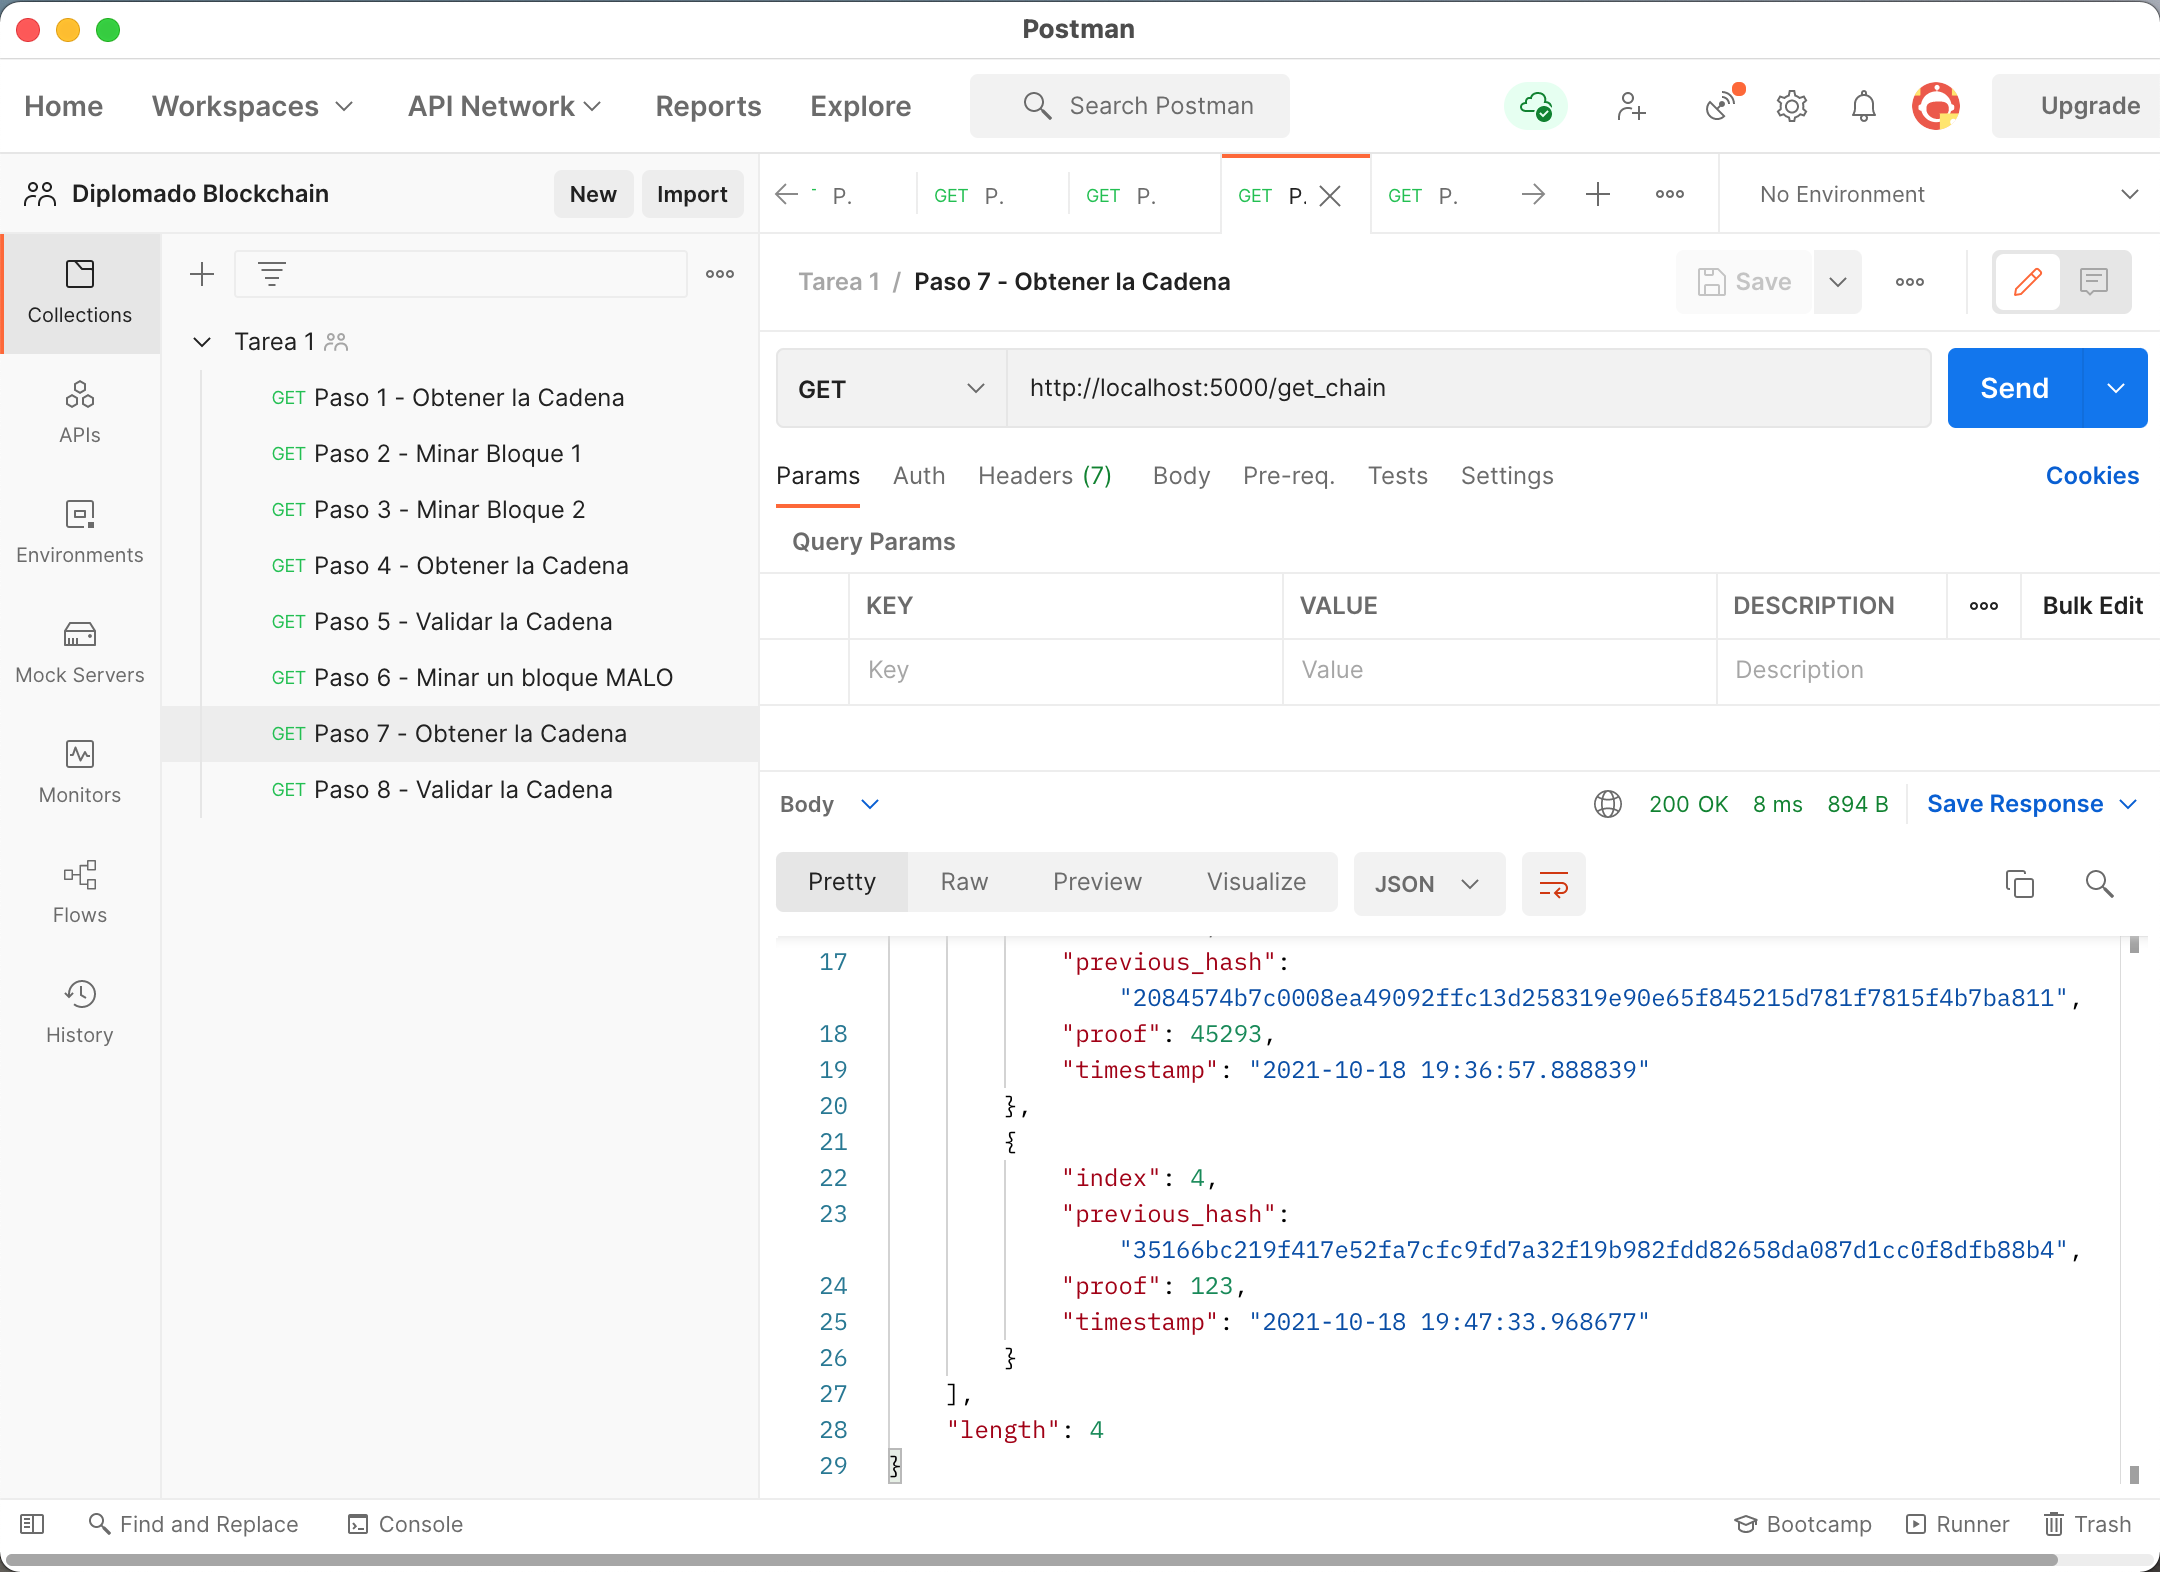 Postman
Home Workspaces API Network Reports Explore Search Postman Upgrade
Diplomado Blockchain New Import
P. GET P. GET P. GET P. GET P. No Environment
Collections
APIs
Environments
Mock Servers
Monitors
Flows
History
Tarea 1
GET Paso 1 - Obtener la Cadena
GET Paso 2 - Minar Bloque 1
GET Paso 3 - Minar Bloque 2
GET Paso 4 - Obtener la Cadena
GET Paso 5 - Validar la Cadena
GET Paso 6 - Minar un bloque MALO
GET Paso 7 - Obtener la Cadena
GET Paso 8 - Validar la Cadena
Tarea 1 / Paso 7 - Obtener la Cadena Save
GET http://localhost:5000/get_chain Send
Params Auth Headers (7) Body Pre-req. Tests Settings Cookies
Query Params
KEY VALUE DESCRIPTION Bulk Edit
Key Value Description
Body 200 OK 8 ms 894 B Save Response
Pretty Raw Preview Visualize JSON
17 "previous_hash":
"2084574b7c0008ea49092ffc13d258319e90e65f845215d781f7815f4b7ba811",
18 "proof": 45293,
19 "timestamp": "2021-10-18 19:36:57.888839"
20 },
21 {
22 "index": 4,
23 "previous_hash":
"35166bc219f417e52fa7cfc9fd7a32f19b982fdd82658da087d1cc0f8dfb88b4",
24 "proof": 123,
25 "timestamp": "2021-10-18 19:47:33.968677"
26 }
27 ],
28 "length": 4
29 }
Find and Replace Console Bootcamp Runner Trash